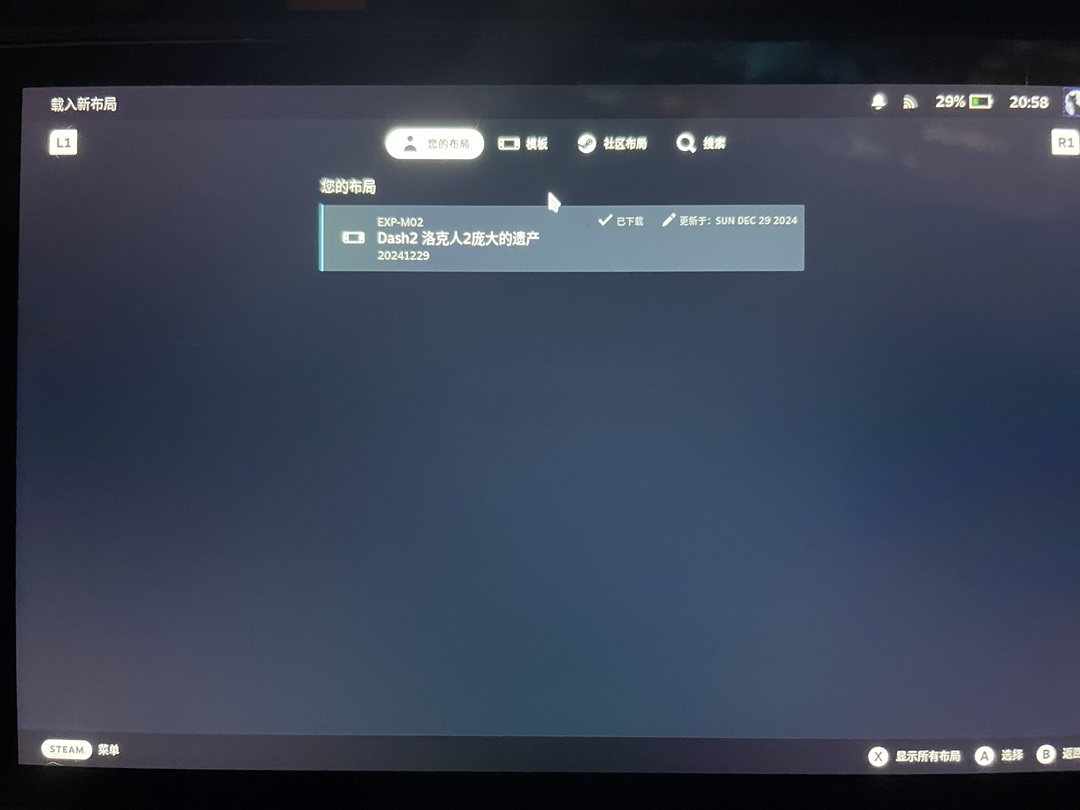 载入新布局
29%
20:58
L1
您的布局
模板
社区布局
搜索
R1
您的布局
EXP-M02
已下载
更新于: SUN DEC 29 2024
Dash2 洛克人2庞大的遗产
20241229
STEAM 菜单
X 显示所有布局
A 选择
B 返回